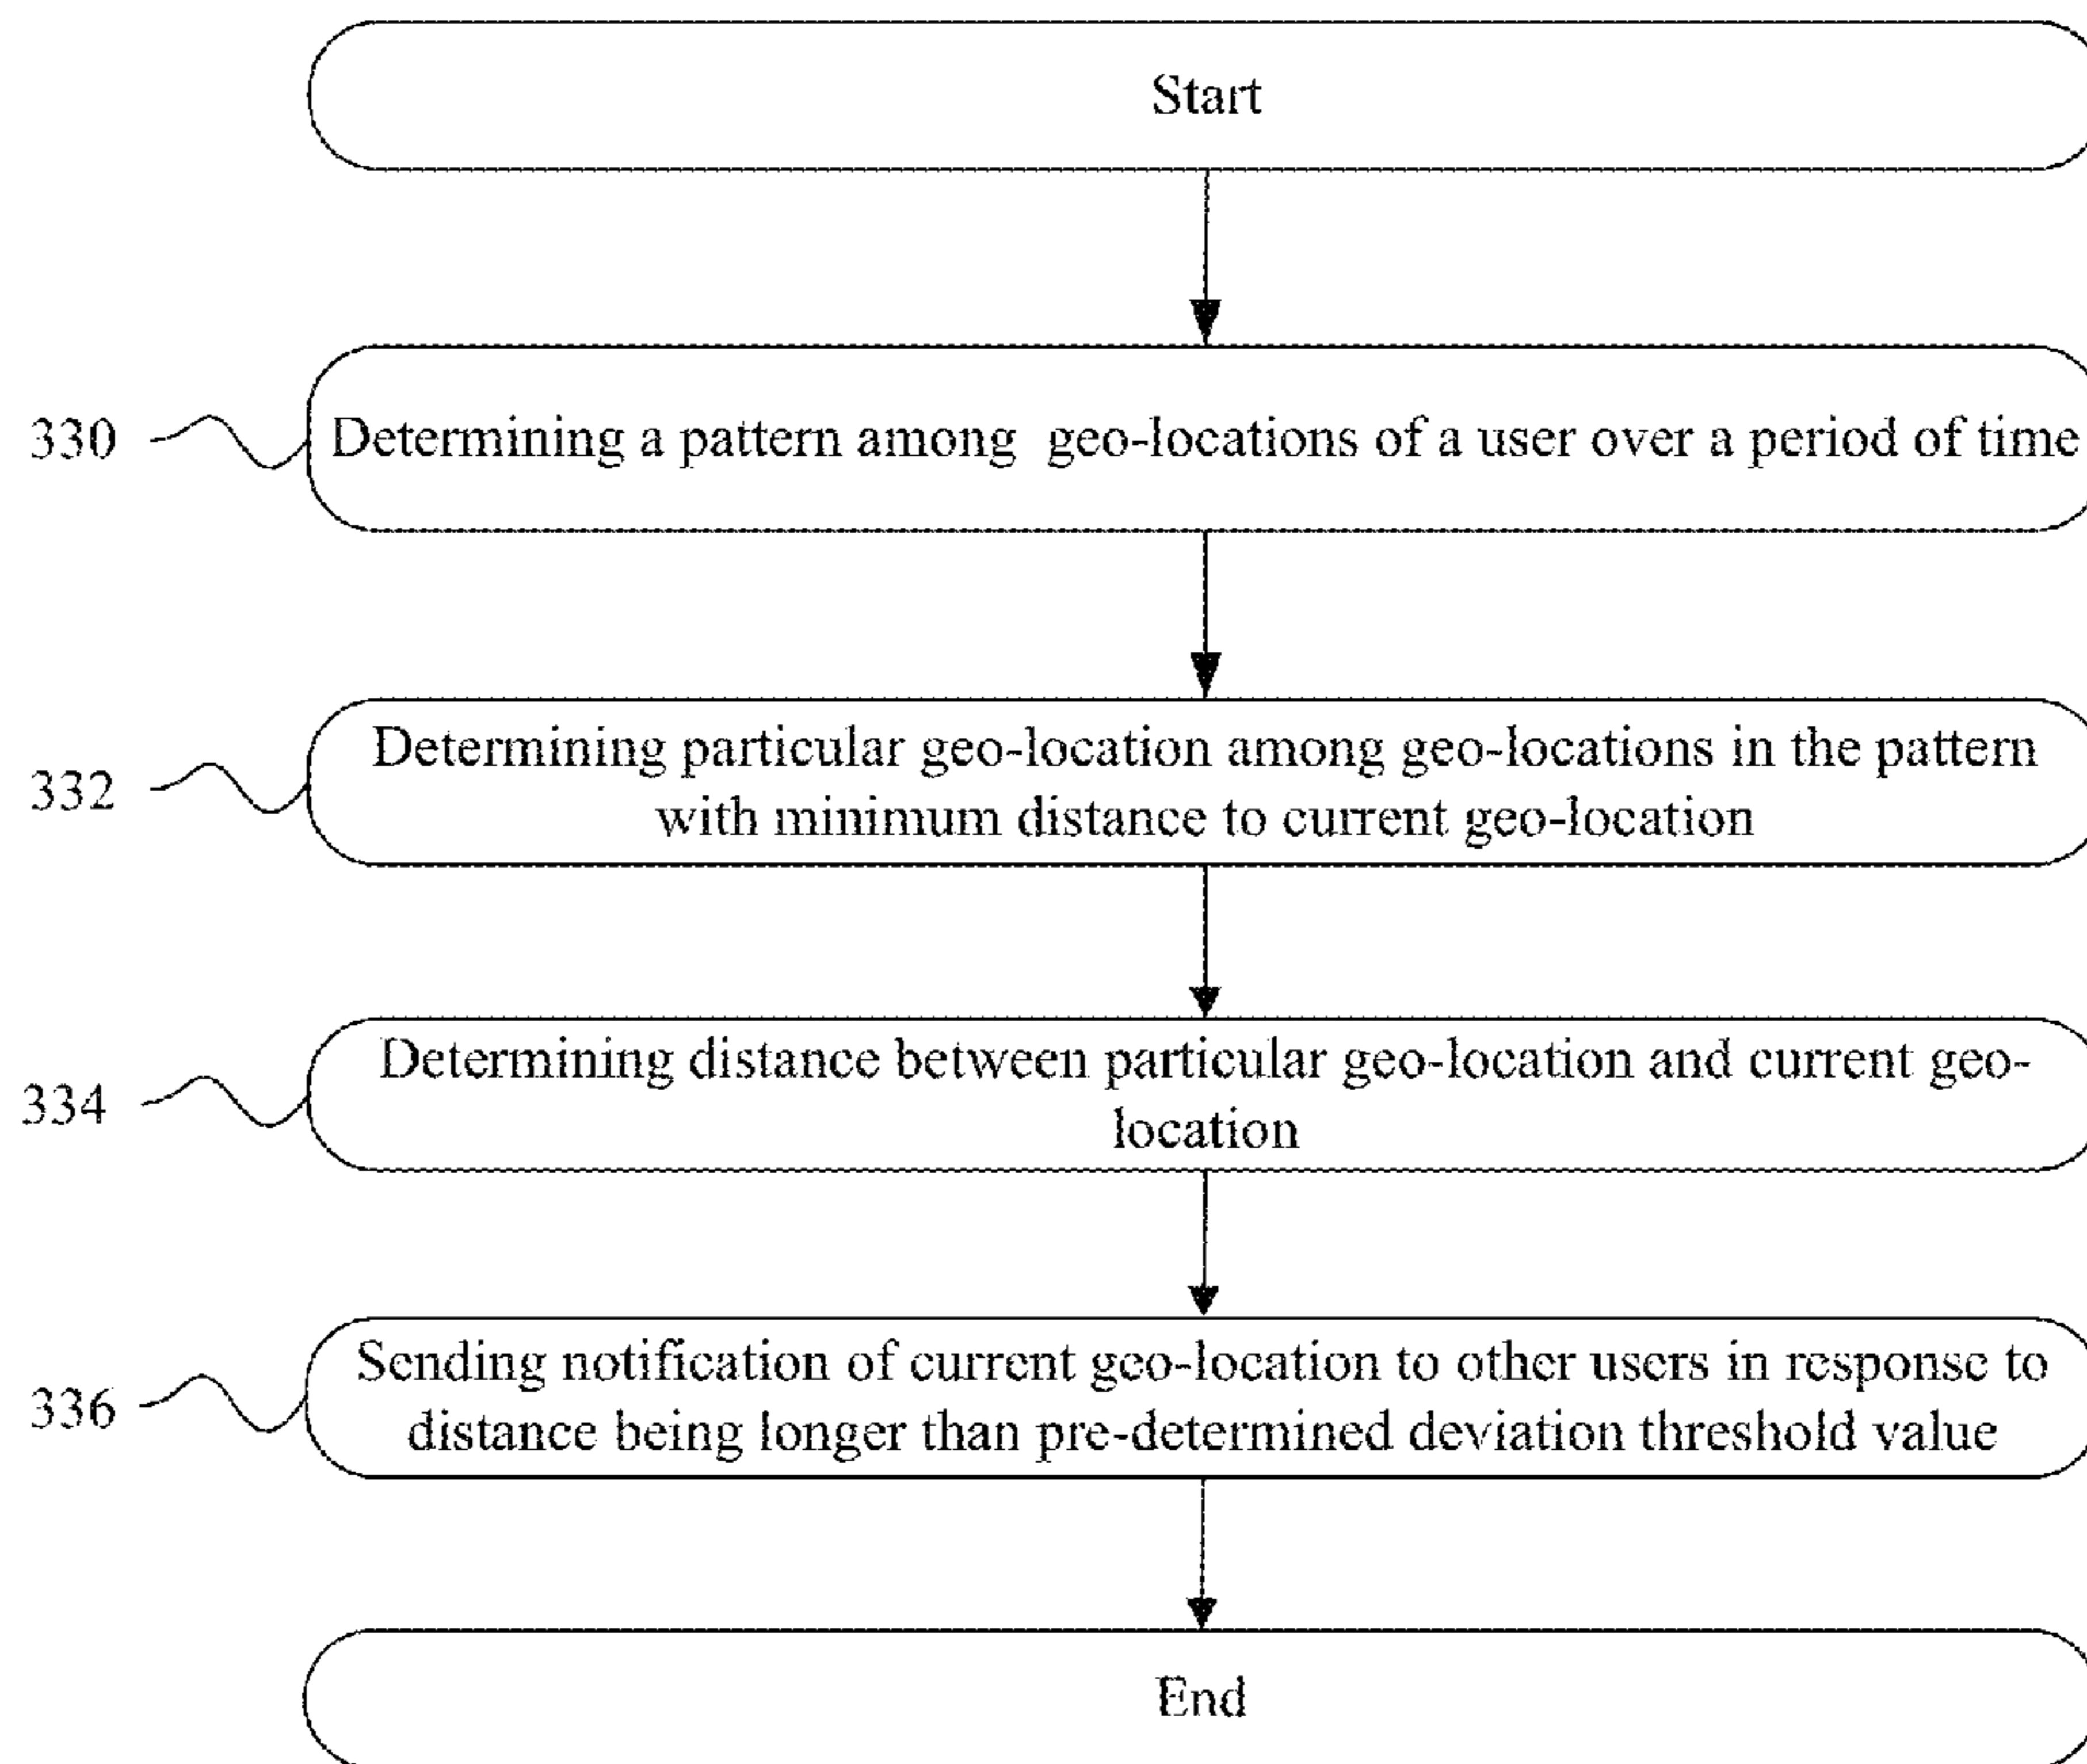 Start
330
Determining a pattern among geo-locations of a user over a period of time
332
Determining particular geo-location among geo-locations in the pattern
with minimum distance to current geo-location
334
Determining distance between particular geo-location and current geo-
location
336
Sending notification of current geo-location to other users in response to
distance being longer than pre-determined deviation threshold value
End